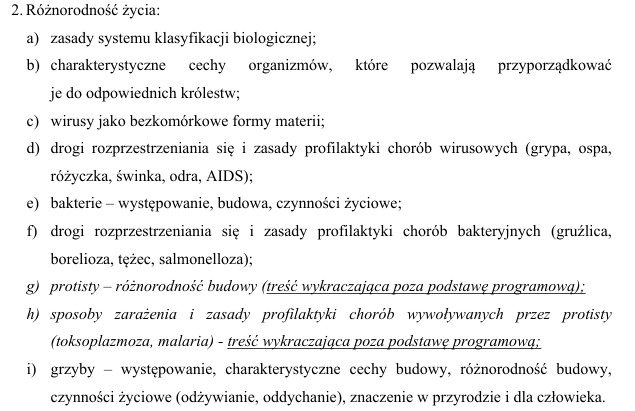 2. Różnorodność życia:
a) zasady systemu klasyfikacji biologicznej;
b) charakterystyczne cechy organizmów, które pozwalają przyporządkować
je do odpowiednich królestw;
c) wirusy jako bezkomórkowe formy materii;
d) drogi rozprzestrzeniania się i zasady profilaktyki chorób wirusowych (grypa, ospa,
różyczka, świnka, odra, AIDS);
e) bakterie – występowanie, budowa, czynności życiowe;
f) drogi rozprzestrzeniania się i zasady profilaktyki chorób bakteryjnych (gruźlica,
borelioza, tężec, salmonelloza);
g) protisty – różnorodność budowy (treść wykraczająca poza podstawę programową);
h) sposoby zarażenia i zasady profilaktyki chorób wywoływanych przez protisty
(toksoplazmoza, malaria) - treść wykraczająca poza podstawę programową;
i) grzyby – występowanie, charakterystyczne cechy budowy, różnorodność budowy,
czynności życiowe (odżywianie, oddychanie), znaczenie w przyrodzie i dla człowieka.